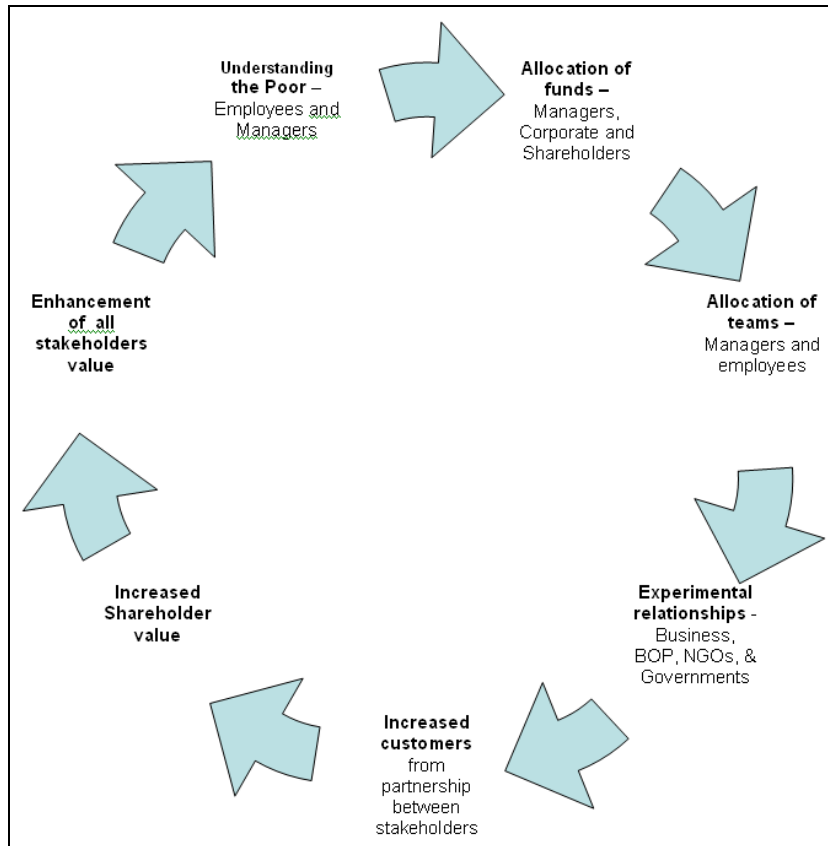 Understanding
the Poor –
Employees and
Managers
Allocation of
funds –
Managers,
Corporate and
Shareholders
Allocation of
teams –
Managers and
employees
Experimental
relationships -
Business,
BOP, NGOs, &
Governments
Increased
customers
from
partnership
between
stakeholders
Increased
Shareholder
value
Enhancement
of all
stakeholders
value